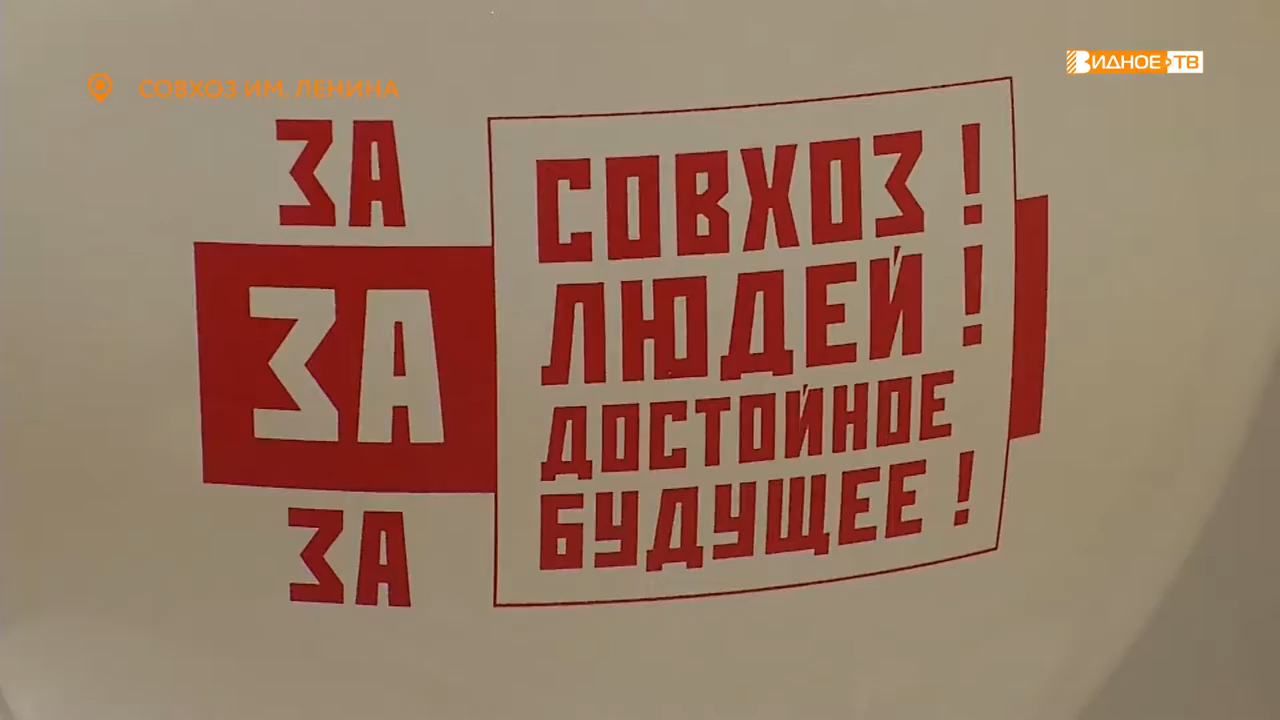 СОВХОЗ ИМ. ЛЕНИНА
ВИДНОЕ ТВ
ЗА СОВХОЗ !
ЗА ЛЮДЕЙ !
ЗА ДОСТОЙНОЕ
БУДУЩЕЕ !